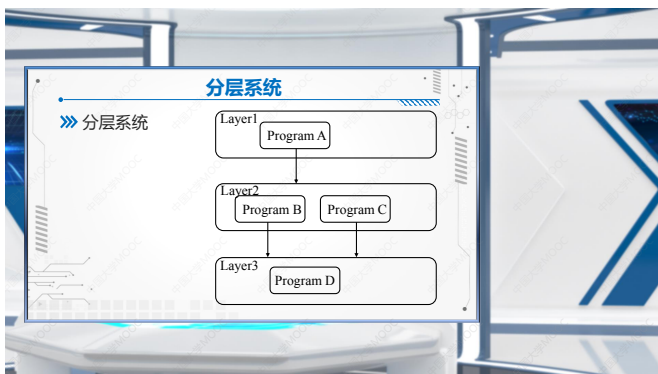 分层系统
分层系统
Layer1
Program A
Layer2
Program B
Program C
Layer3
Program D